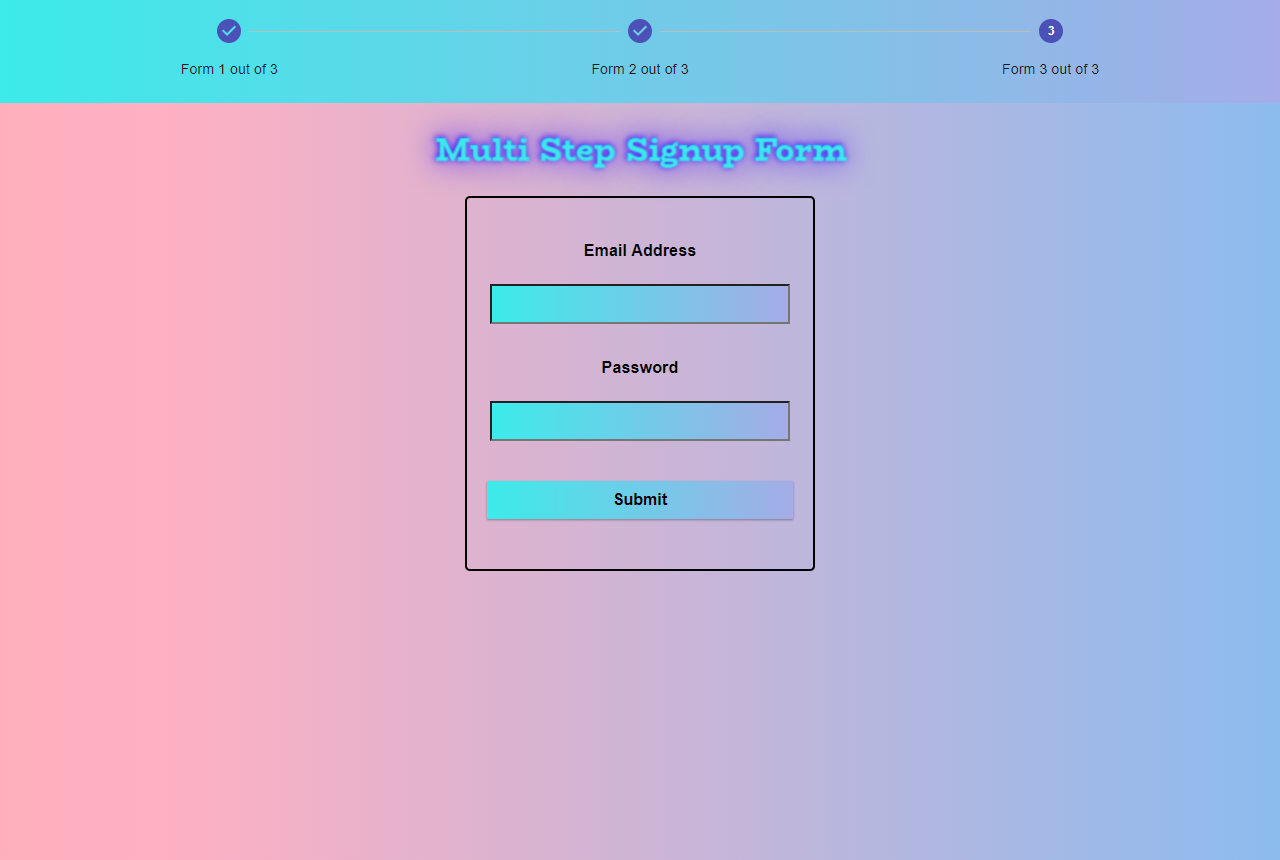 3
Form 1 out of 3
Form 2 out of 3
Form 3 out of 3
Multi Step Signup Form
Email Address
Password
Submit